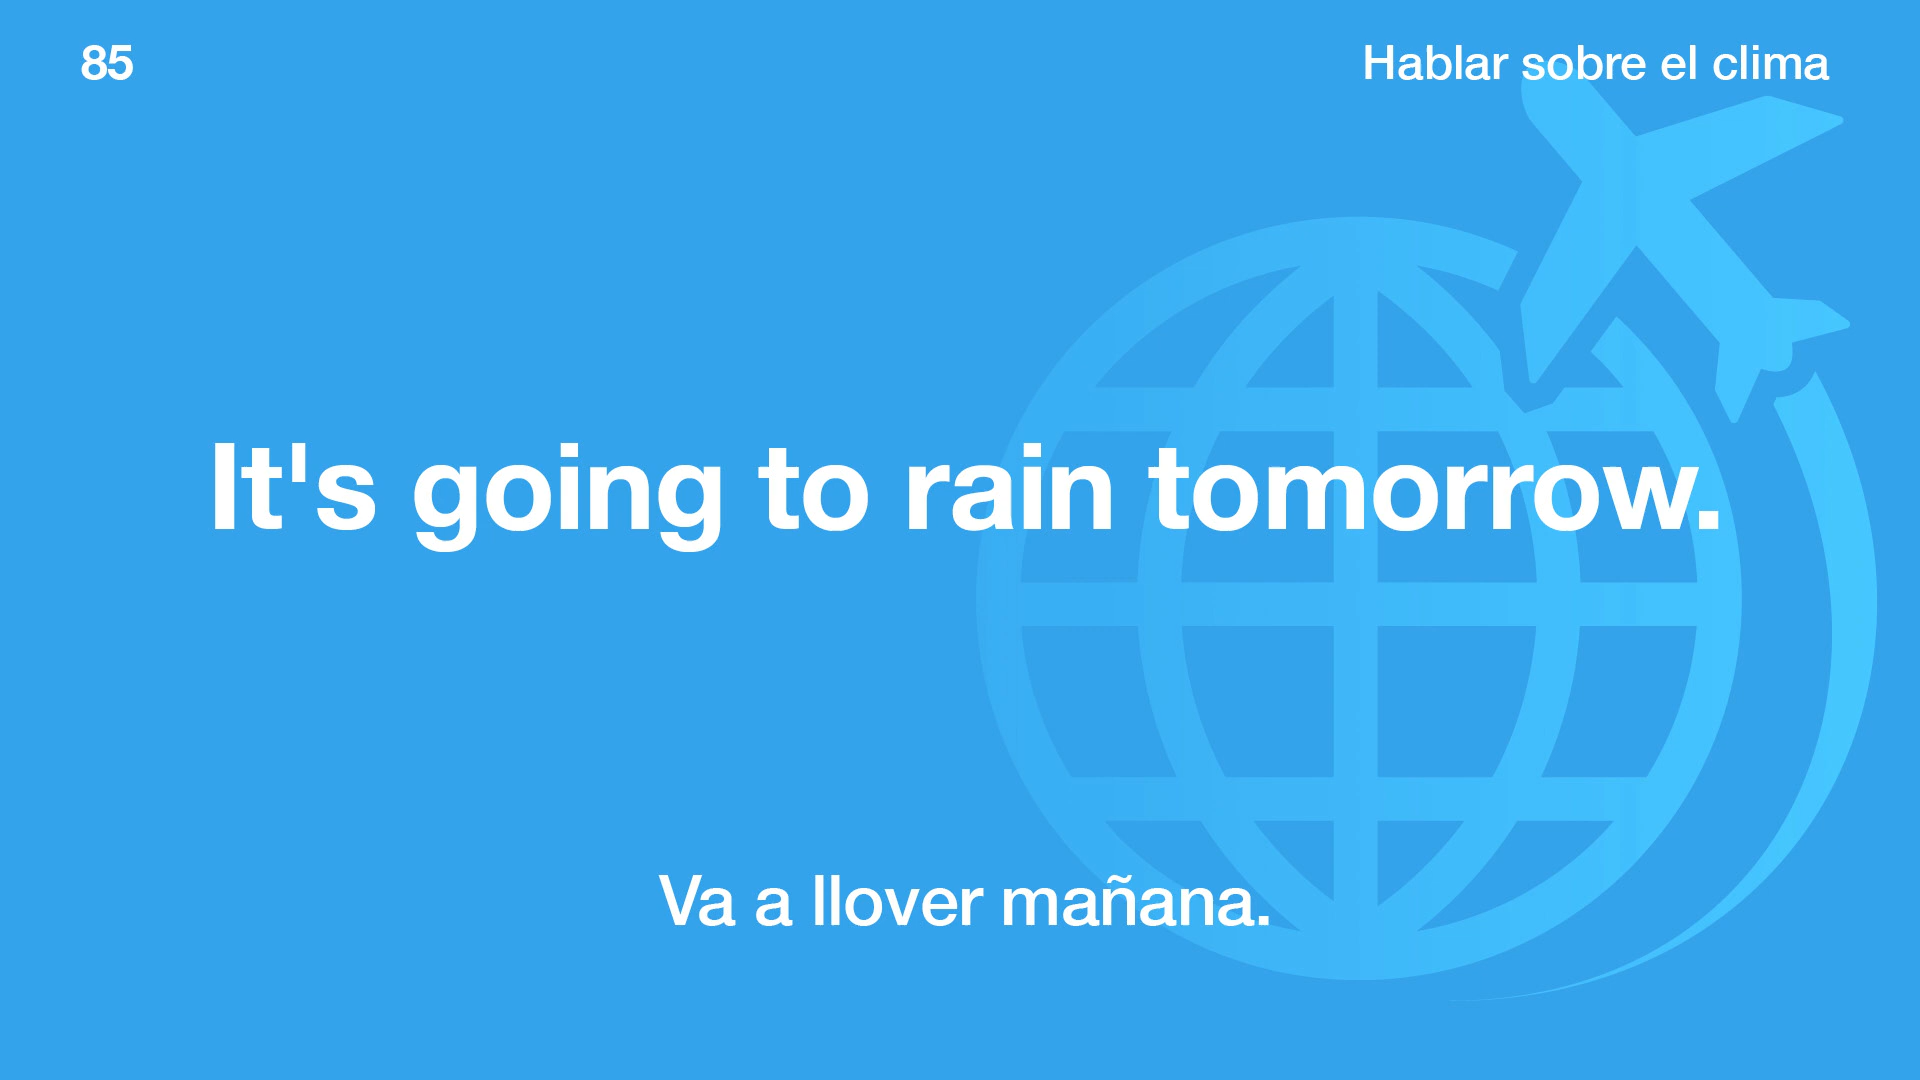 85
Hablar sobre el clima
It's going to rain tomorrow.
Va a llover mañana.